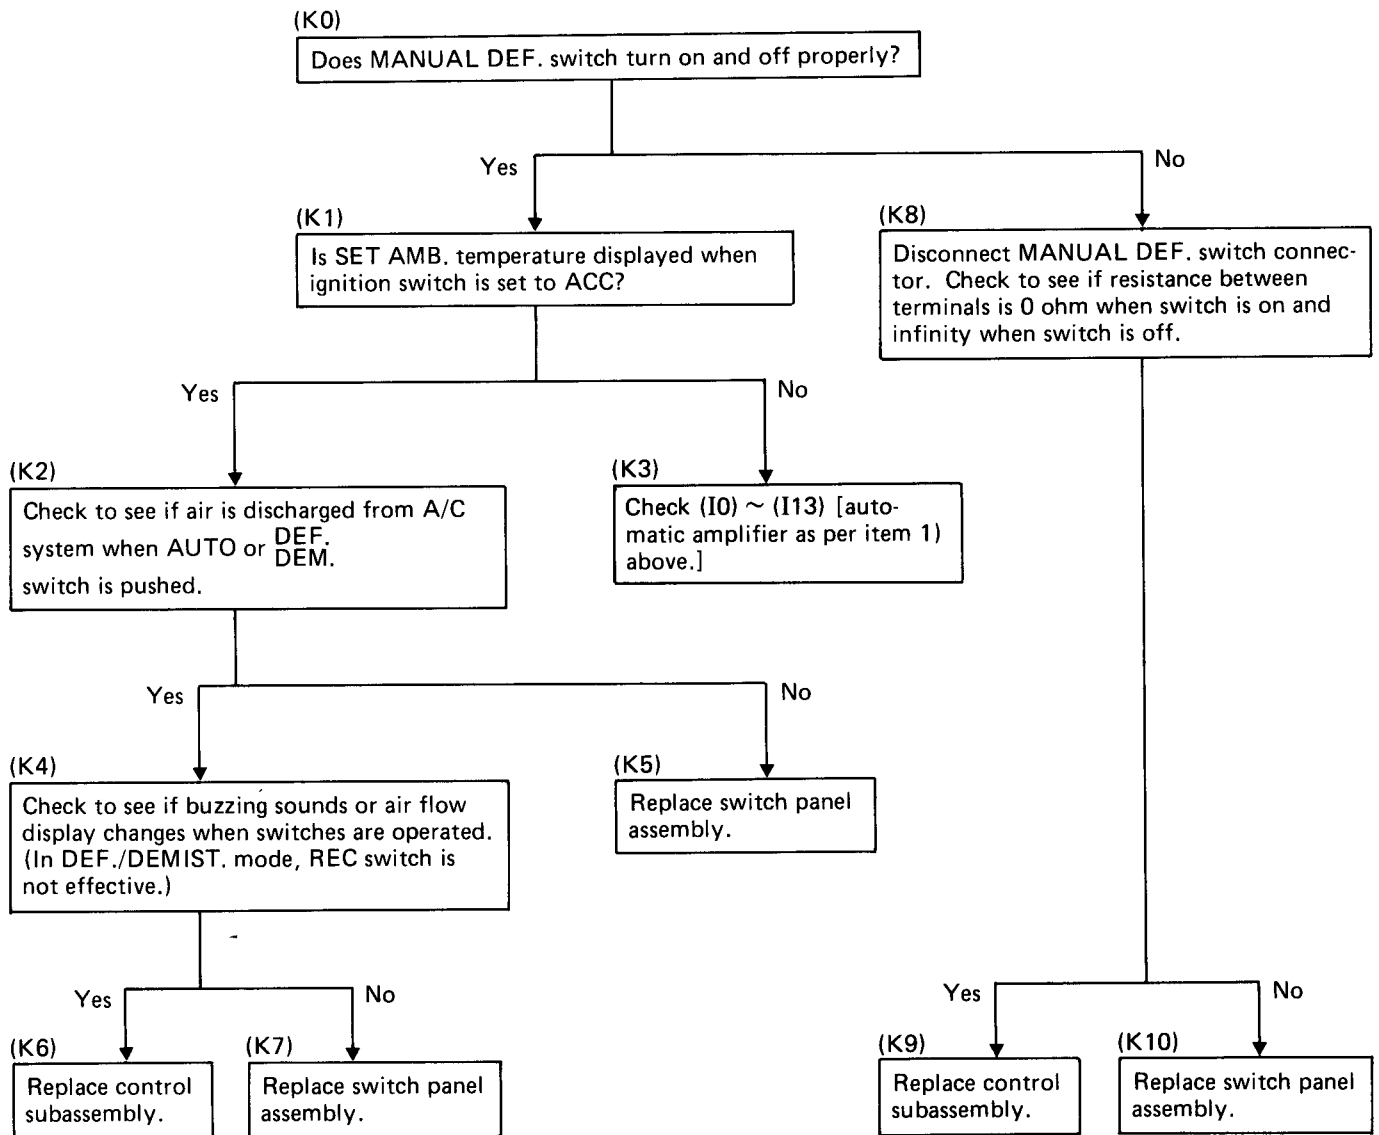 (K0)
Does MANUAL DEF. switch turn on and off properly?
Yes
No
(K1)
Is SET AMB. temperature displayed when
ignition switch is set to ACC?
(K8)
Disconnect MANUAL DEF. switch connec-
tor. Check to see if resistance between
terminals is 0 ohm when switch is on and
infinity when switch is off.
Yes
No
(K2)
Check to see if air is discharged from A/C
system when AUTO or DEF.
DEM.
switch is pushed.
(K3)
Check (I0) ~ (I13) [auto-
matic amplifier as per item 1)
above.]
Yes
No
(K4)
Check to see if buzzing sounds or air flow
display changes when switches are operated.
(In DEF./DEMIST. mode, REC switch is
not effective.)
(K5)
Replace switch panel
assembly.
Yes
No
(K6)
Replace control
subassembly.
(K7)
Replace switch panel
assembly.
Yes
No
(K9)
Replace control
subassembly.
(K10)
Replace switch panel
assembly.